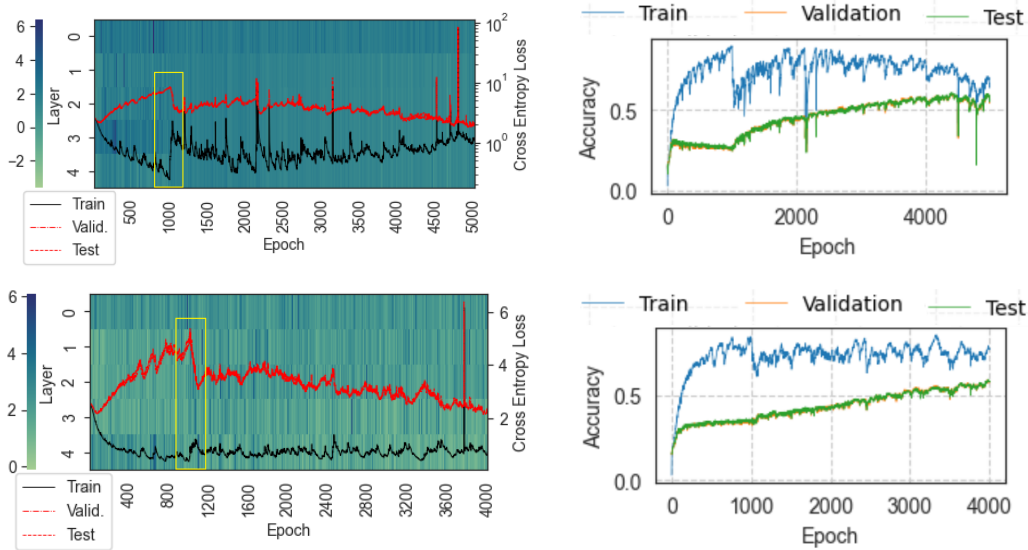 6
4
2
0
−2
Layer
0
1
2
3
4
10²
10¹
10⁰
Cross Entropy Loss
500
1000
1500
2000
2500
3000
3500
4000
4500
5000
Epoch
Train
Valid.
Test
Train Validation Test
Accuracy
0.5
0.0
0 2000 4000
Epoch
6
4
2
0
Layer
0
1
2
3
4
6
4
2
Cross Entropy Loss
400
800
1200
1600
2000
2400
2800
3200
3600
4000
Epoch
Train
Valid.
Test
Train Validation Test
Accuracy
0.5
0.0
0 1000 2000 3000 4000
Epoch